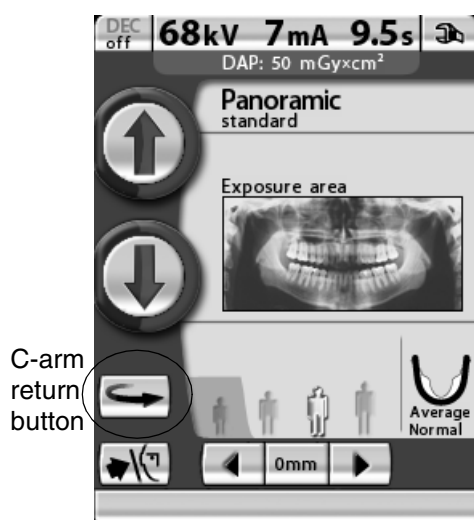 DEC
off
68kV 7mA 9.5s
DAP: 50 mGy×cm²
Panoramic
standard
Exposure area
C-arm
return
button
Average
Normal
0mm